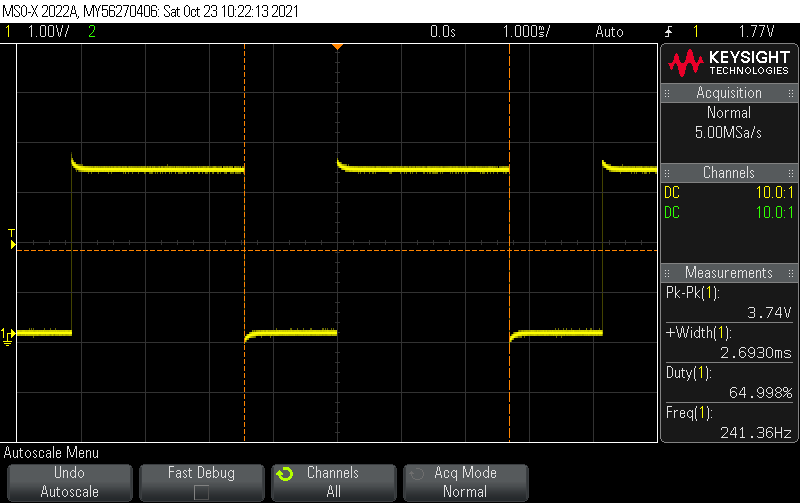 MSO-X 2022A, MY56270406: Sat Oct 23 10:22:13 2021
1 1.00V/ 2 0.0s 1.000ms/ Auto 1 1.77V
KEYSIGHT
TECHNOLOGIES
Acquisition
Normal
5.00MSa/s
Channels
DC 10.0:1
DC 10.0:1
T
1
Measurements
Pk-Pk(1):
3.74V
+Width(1):
2.6930ms
Duty(1):
64.998%
Freq(1):
241.36Hz
Autoscale Menu
Undo
Autoscale
Fast Debug
Channels
All
Acq Mode
Normal